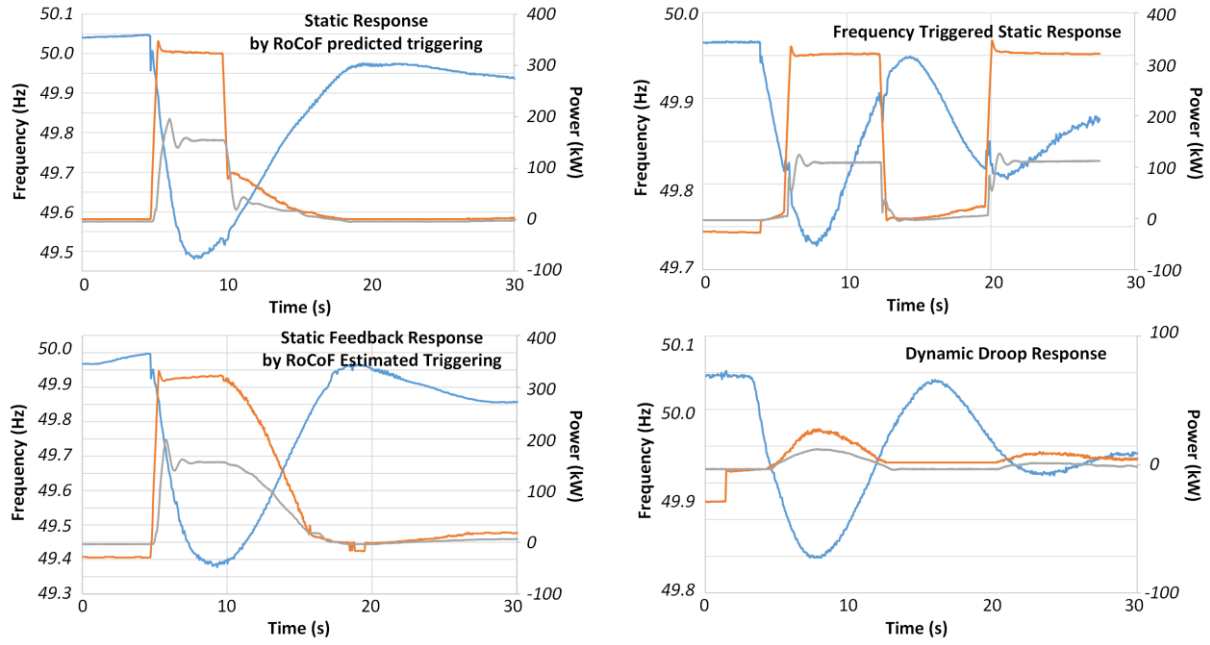 Static Response
by RoCoF predicted triggering
Frequency (Hz)
50.1
50.0
49.9
49.8
49.7
49.6
49.5
400
300
200
100
0
-100
Power (kW)
0 10 20 30
Time (s)
Frequency Triggered Static Response
Frequency (Hz)
50.0
49.9
49.8
49.7
400
300
200
100
0
-100
Power (kW)
0 10 20 30
Time (s)
Static Feedback Response
by RoCoF Estimated Triggering
Frequency (Hz)
50.0
49.9
49.8
49.7
49.6
49.5
49.4
49.3
400
300
200
100
0
-100
Power (kW)
0 10 20 30
Time (s)
Dynamic Droop Response
Frequency (Hz)
50.1
50.0
49.9
49.8
100
0
-100
Power (kW)
0 10 20 30
Time (s)